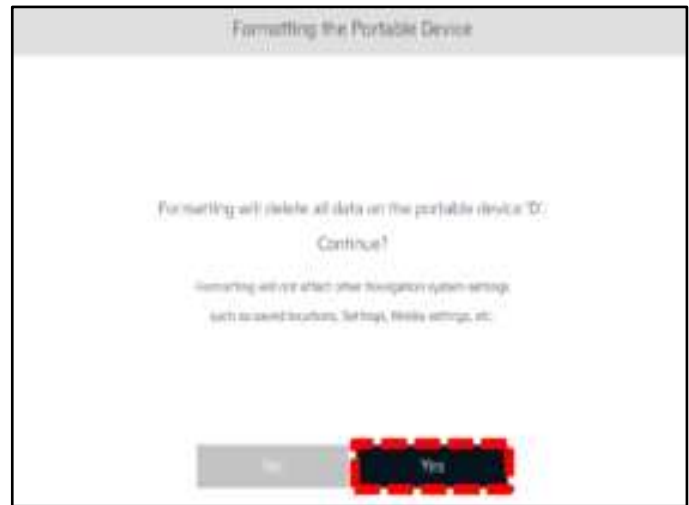 Formatting the Portable Device
Formatting will delete all data on the portable device 'D'.
Continue?
Formatting will not affect other Navigation system settings
such as saved locations, Settings, Media settings, etc.
No
Yes